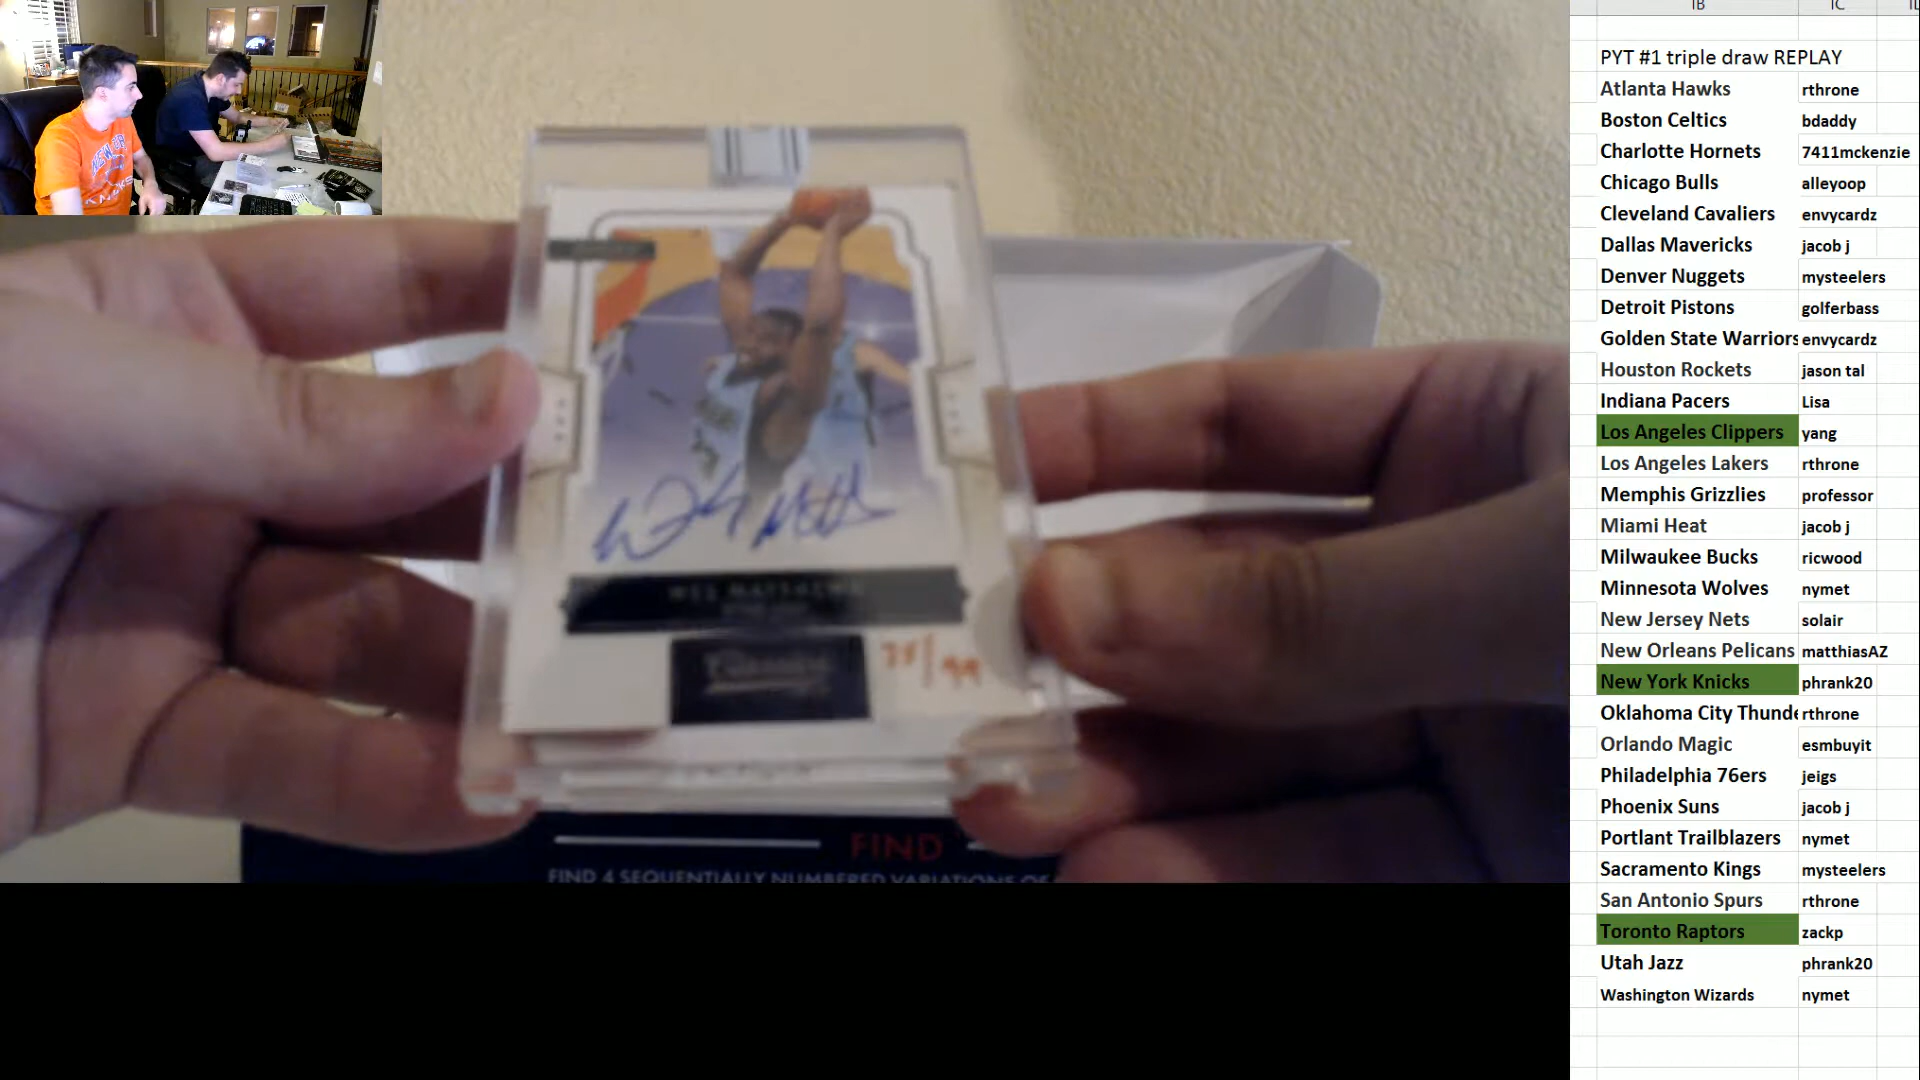 IB IC
PYT #1 triple draw REPLAY
Atlanta Hawks rthrone
Boston Celtics bdaddy
Charlotte Hornets 7411mckenzie
Chicago Bulls alleyoop
Cleveland Cavaliers envycardz
Dallas Mavericks jacob j
Denver Nuggets mysteelers
Detroit Pistons golferbass
Golden State Warriors envycardz
Houston Rockets jason tal
Indiana Pacers Lisa
Los Angeles Clippers yang
Los Angeles Lakers rthrone
Memphis Grizzlies professor
Miami Heat jacob j
Milwaukee Bucks ricwood
Minnesota Wolves nymet
New Jersey Nets solair
New Orleans Pelicans matthiasAZ
New York Knicks phrank20
Oklahoma City Thunde rthrone
Orlando Magic esmbuyit
Philadelphia 76ers jeigs
Phoenix Suns jacob j
Portlant Trailblazers nymet
Sacramento Kings mysteelers
San Antonio Spurs rthrone
Toronto Raptors zackp
Utah Jazz phrank20
Washington Wizards nymet
WES MATTHEWS
FIND
FIND 4 SEQUENTIALLY NUMBERED VARIATIONS OF